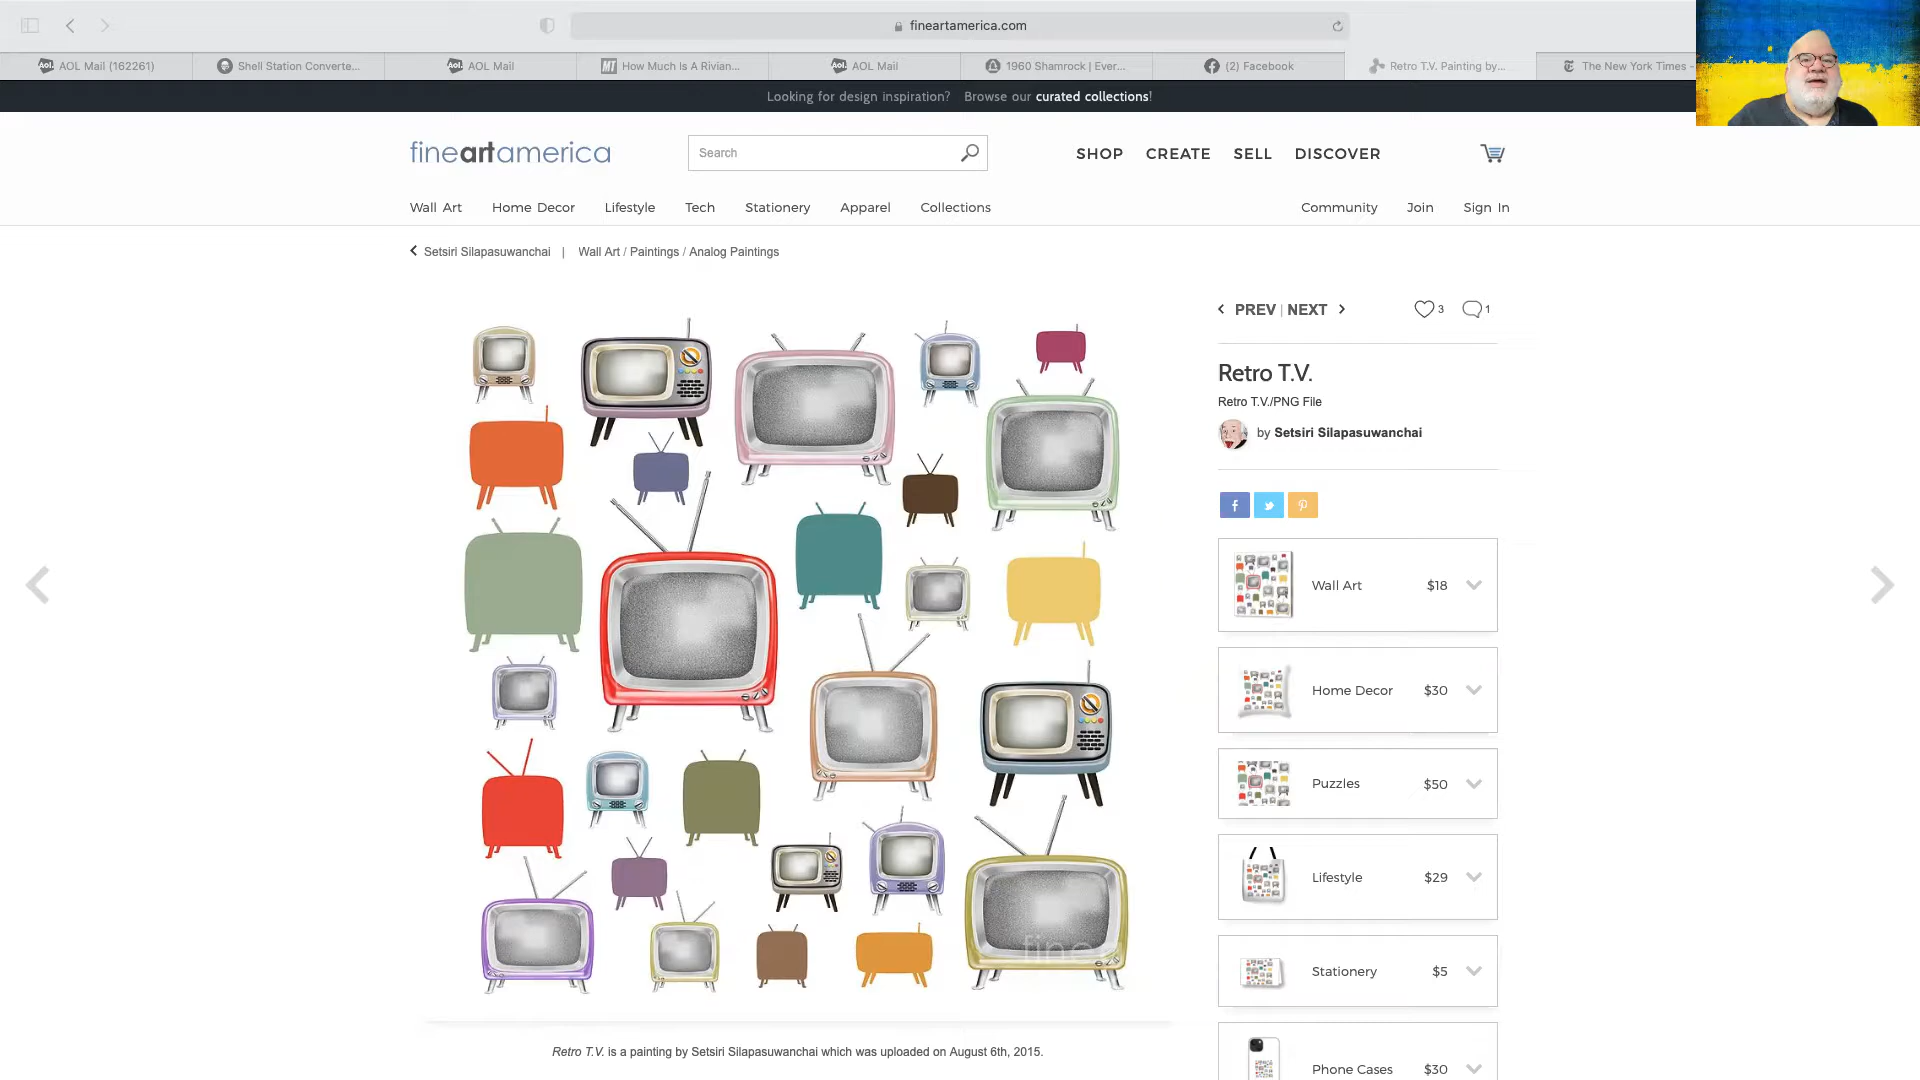 fineartamerica.com
AOL Mail (162261)
Shell Station Converte...
AOL Mail
How Much Is A Rivian...
AOL Mail
1960 Shamrock | Ever...
(2) Facebook
Retro T.V. Painting by...
The New York Times -
Looking for design inspiration? Browse our curated collections!
fineartamerica
Search
SHOP
CREATE
SELL
DISCOVER
Wall Art
Home Decor
Lifestyle
Tech
Stationery
Apparel
Collections
Community
Join
Sign In
Setsiri Silapasuwanchai | Wall Art / Paintings / Analog Paintings
PREV | NEXT
3
1
Retro T.V.
Retro T.V./PNG File
by Setsiri Silapasuwanchai
Wall Art $18
Home Decor $30
Puzzles $50
Lifestyle $29
Stationery $5
Phone Cases $30
Retro T.V. is a painting by Setsiri Silapasuwanchai which was uploaded on August 6th, 2015.